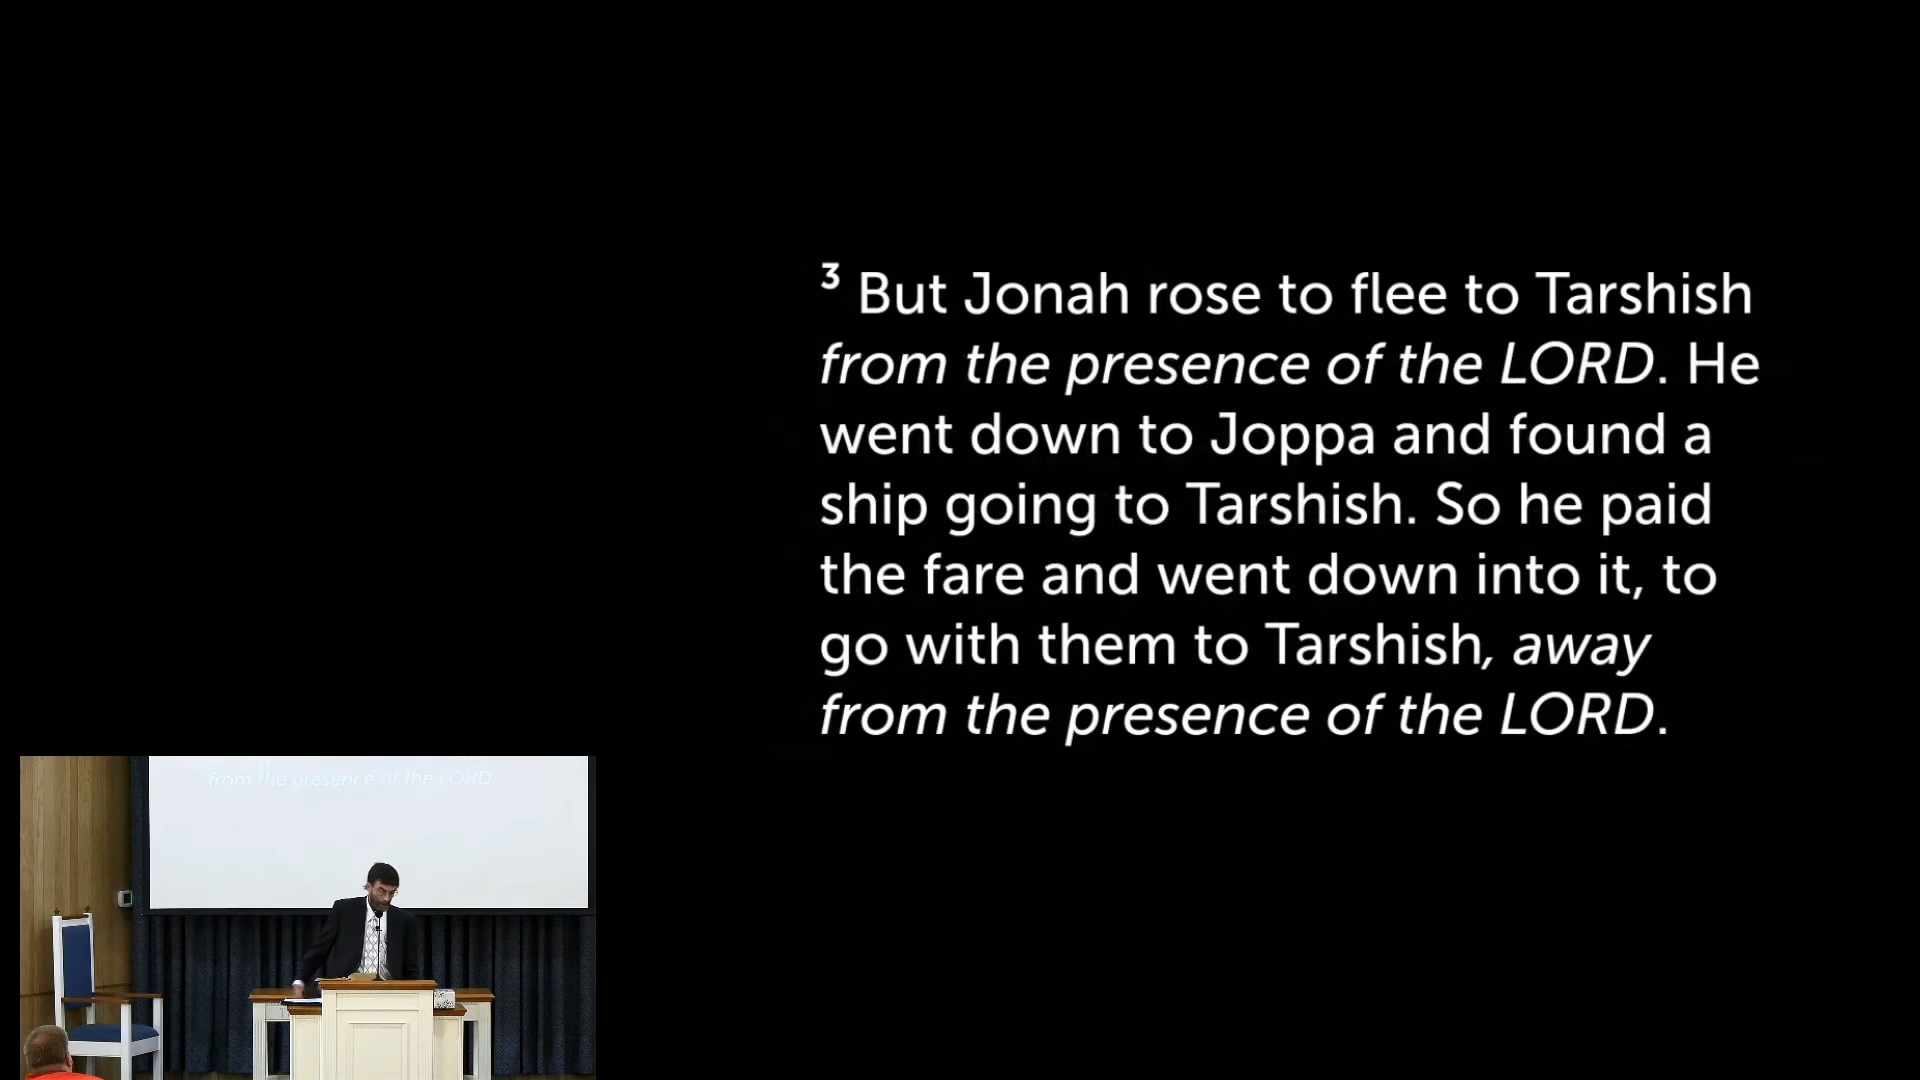 ³ But Jonah rose to flee to Tarshish
from the presence of the LORD. He
went down to Joppa and found a
ship going to Tarshish. So he paid
the fare and went down into it, to
go with them to Tarshish, away
from the presence of the LORD.
from the presence of the LORD